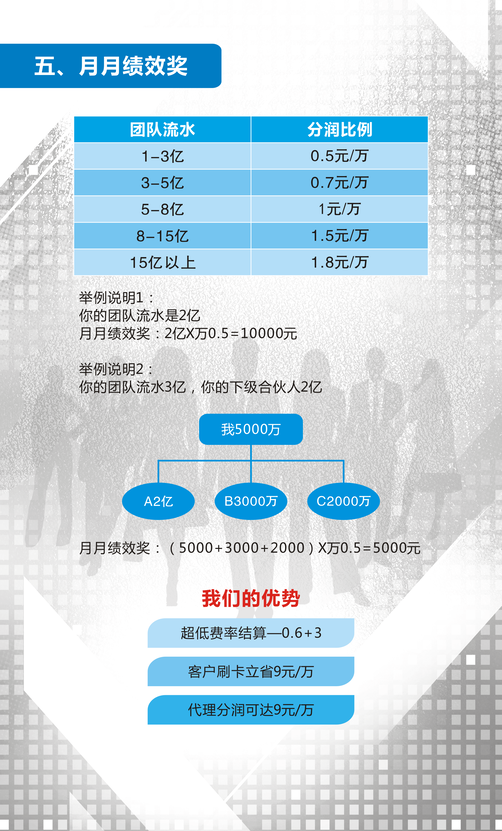 五、月月绩效奖
团队流水 分润比例
1-3亿 0.5元/万
3-5亿 0.7元/万
5-8亿 1元/万
8-15亿 1.5元/万
15亿以上 1.8元/万
举例说明1：
你的团队流水是2亿
月月绩效奖：2亿X万0.5=10000元
举例说明2：
你的团队流水3亿，你的下级合伙人2亿
我5000万
A2亿 B3000万 C2000万
月月绩效奖：（5000+3000+2000）X万0.5=5000元
我们的优势
超低费率结算—0.6+3
客户刷卡立省9元/万
代理分润可达9元/万